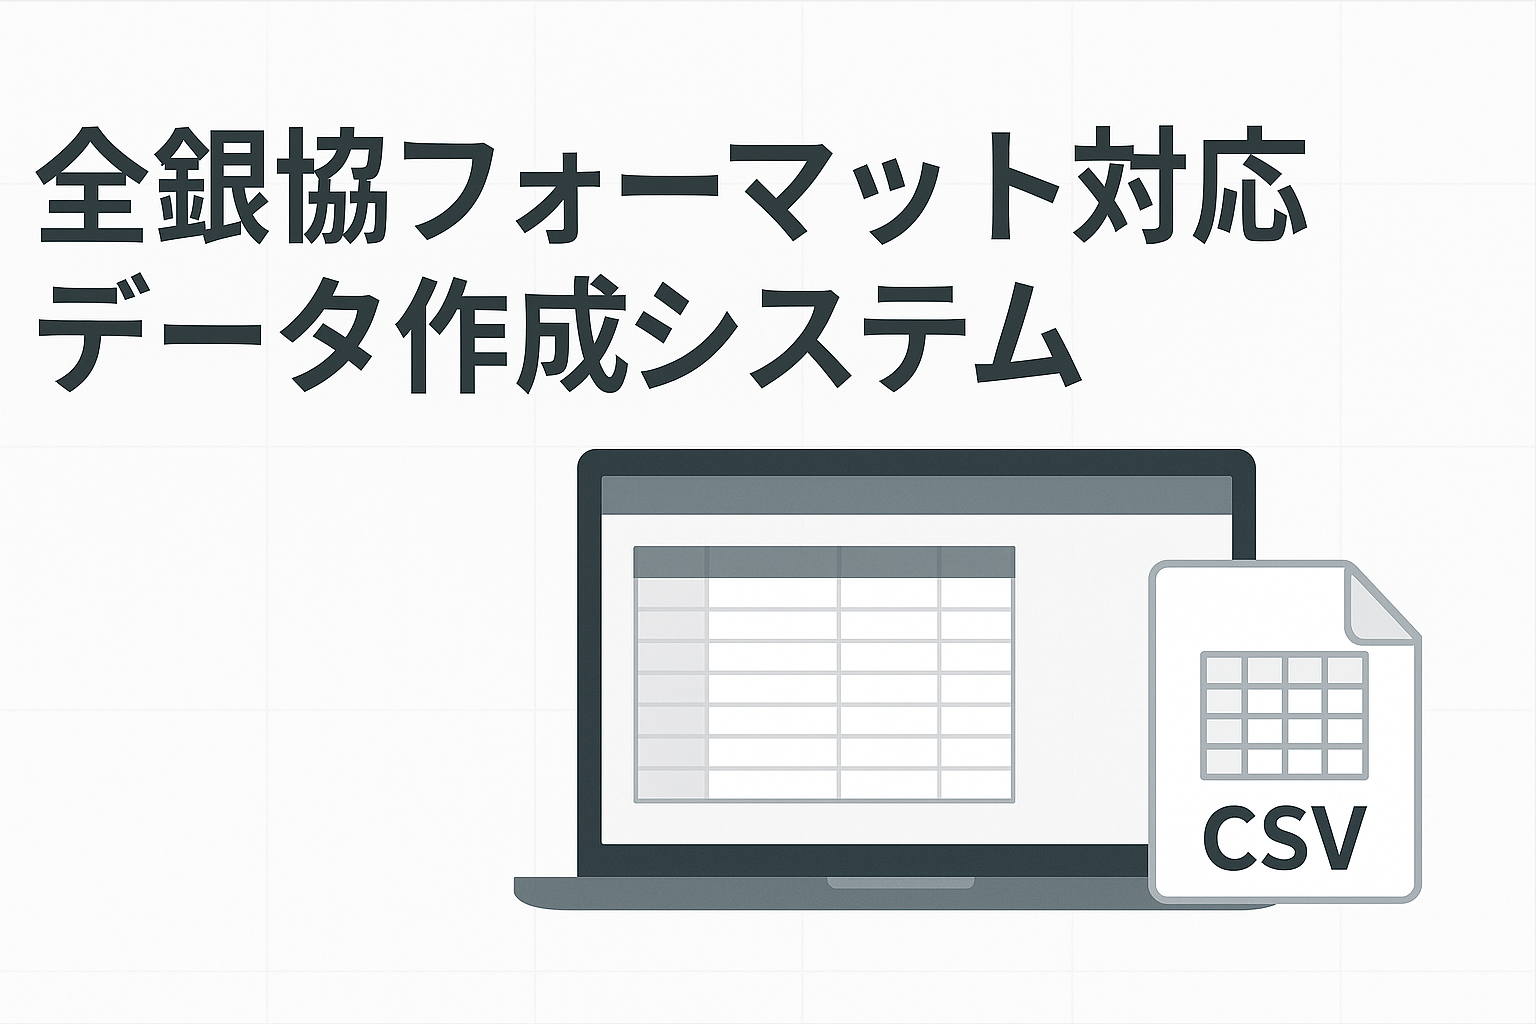 全銀協フォーマット対応
データ作成システム
CSV